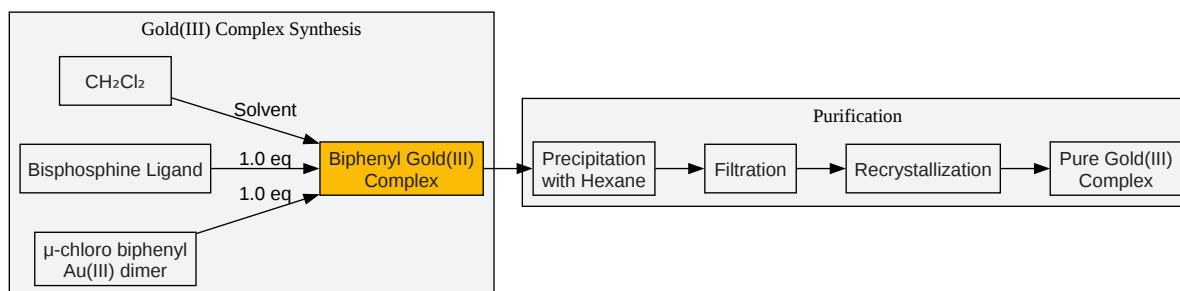 Gold(III) Complex Synthesis
CH₂Cl₂
Solvent
Bisphosphine Ligand
1.0 eq
1.0 eq
μ-chloro biphenyl
Au(III) dimer
Biphenyl Gold(III)
Complex
Purification
Precipitation
with Hexane
Filtration
Recrystallization
Pure Gold(III)
Complex